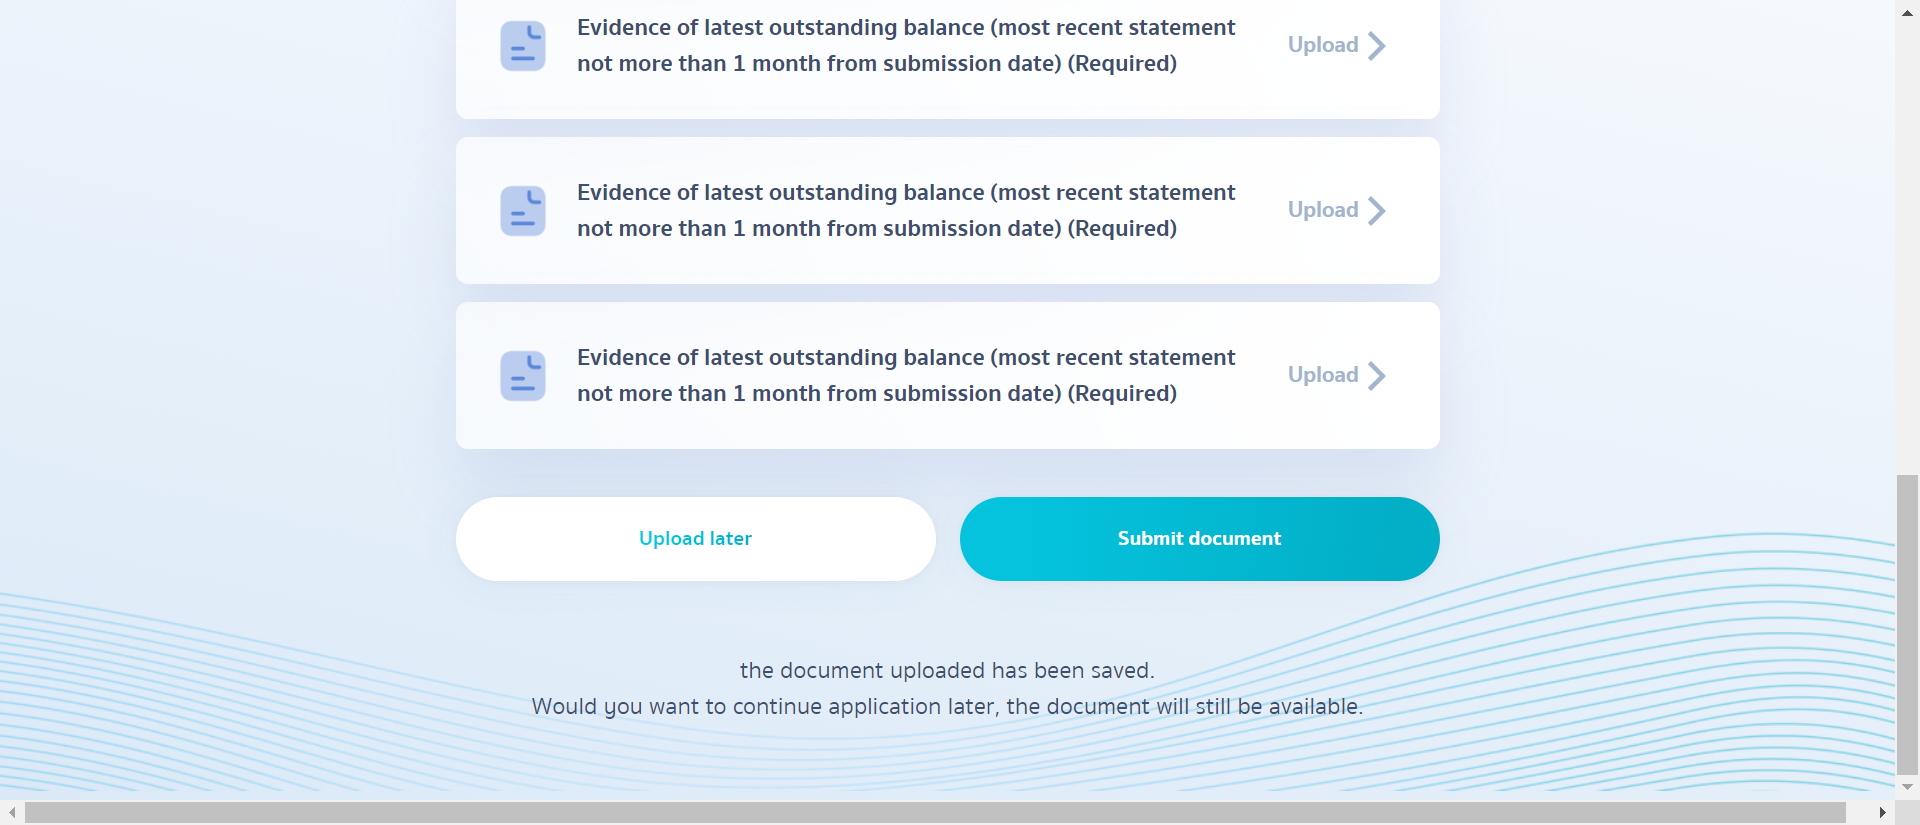 Evidence of latest outstanding balance (most recent statement
not more than 1 month from submission date) (Required)
Upload
Evidence of latest outstanding balance (most recent statement
not more than 1 month from submission date) (Required)
Upload
Evidence of latest outstanding balance (most recent statement
not more than 1 month from submission date) (Required)
Upload
Upload later
Submit document
the document uploaded has been saved.
Would you want to continue application later, the document will still be available.